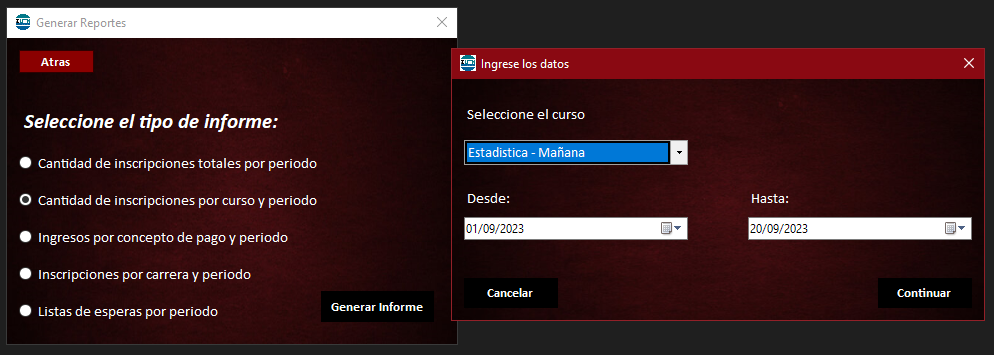 Generar Reportes
Atras
Seleccione el tipo de informe:
Cantidad de inscripciones totales por periodo
Cantidad de inscripciones por curso y periodo
Ingresos por concepto de pago y periodo
Inscripciones por carrera y periodo
Listas de esperas por periodo
Generar Informe
Ingrese los datos
Seleccione el curso
Estadistica - Mañana
Desde:
Hasta:
01/09/2023
20/09/2023
Cancelar
Continuar